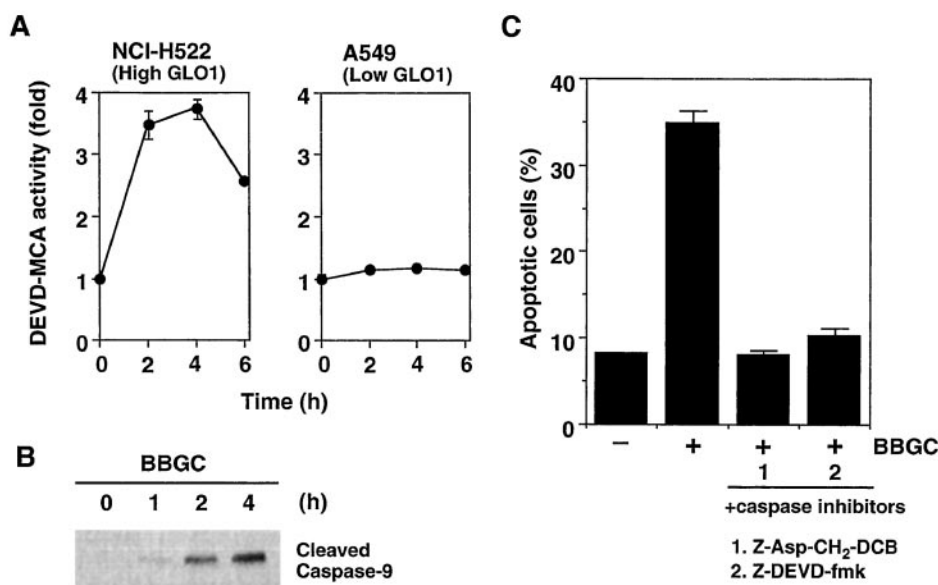 A
NCI-H522
(High GLO1)
A549
(Low GLO1)
DEVD-MCA activity (fold)
4
3
2
1
0
4
3
2
1
0
0 2 4 6
0 2 4 6
Time (h)
B
BBGC
0 1 2 4 (h)
Cleaved
Caspase-9
C
Apoptotic cells (%)
40
30
20
10
0
− + + + BBGC
1 2
+caspase inhibitors
1. Z-Asp-CH₂-DCB
2. Z-DEVD-fmk